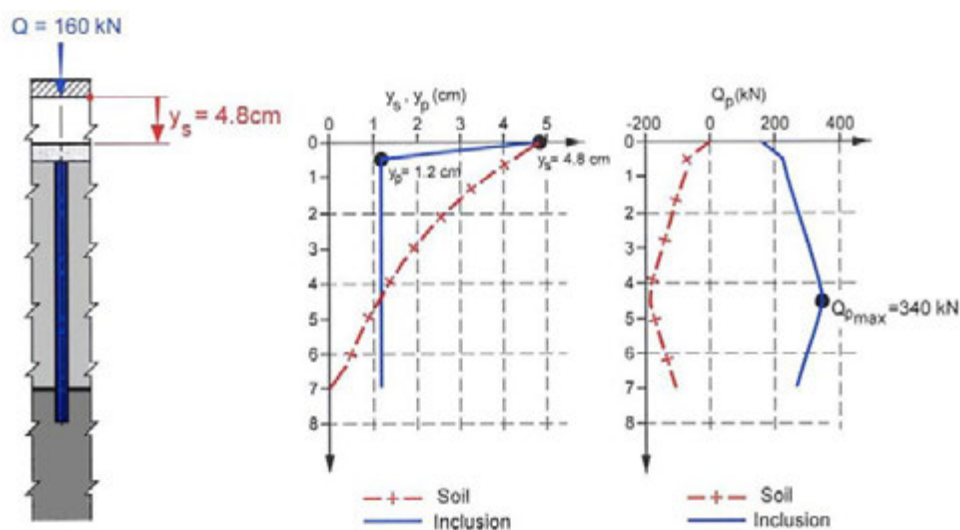 Q = 160 kN
y_s = 4.8cm
y_s , y_p (cm)
0 1 2 3 4 5
0
1
2
3
4
5
6
7
8
y_p = 1.2 cm
y_s = 4.8 cm
Soil
Inclusion
Q_p (kN)
-200 0 200 400
0
1
2
3
4
5
6
7
8
Q_pmax =340 kN
Soil
Inclusion